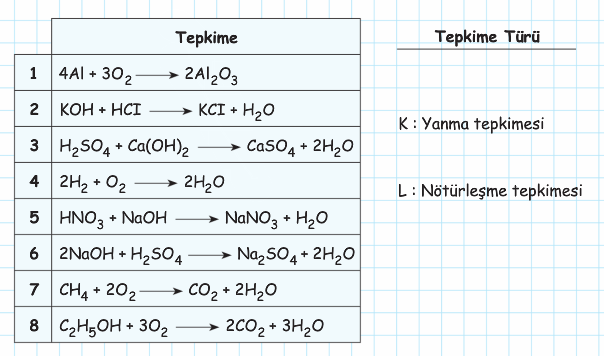 Tepkime
1 4Al + 3O₂ ⟶ 2Al₂O₃
2 KOH + HCI ⟶ KCI + H₂O
3 H₂SO₄ + Ca(OH)₂ ⟶ CaSO₄ + 2H₂O
4 2H₂ + O₂ ⟶ 2H₂O
5 HNO₃ + NaOH ⟶ NaNO₃ + H₂O
6 2NaOH + H₂SO₄ ⟶ Na₂SO₄ + 2H₂O
7 CH₄ + 2O₂ ⟶ CO₂ + 2H₂O
8 C₂H₅OH + 3O₂ ⟶ 2CO₂ + 3H₂O
Tepkime Türü
K : Yanma tepkimesi
L : Nötürleşme tepkimesi